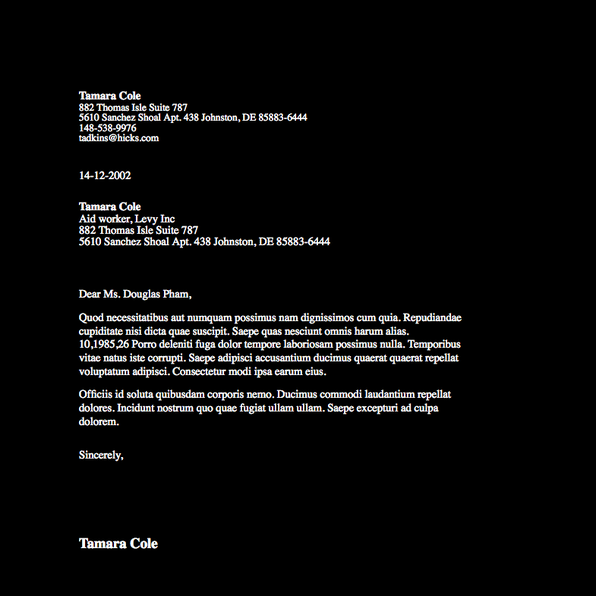 Tamara Cole
882 Thomas Isle Suite 787
5610 Sanchez Shoal Apt. 438 Johnston, DE 85883-6444
148-538-9976
tadkins@hicks.com
14-12-2002
Tamara Cole
Aid worker, Levy Inc
882 Thomas Isle Suite 787
5610 Sanchez Shoal Apt. 438 Johnston, DE 85883-6444
Dear Ms. Douglas Pham,
Quod necessitatibus aut numquam possimus nam dignissimos cum quia. Repudiandae
cupiditate nisi dicta quae suscipit. Saepe quas nesciunt omnis harum alias.
10,1985,26 Porro deleniti fuga dolor tempore laboriosam possimus nulla. Temporibus
vitae natus iste corrupti. Saepe adipisci accusantium ducimus quaerat quaerat repellat
voluptatum adipisci. Consectetur modi ipsa earum eius.
Officiis id soluta quibusdam corporis nemo. Ducimus commodi laudantium repellat
dolores. Incidunt nostrum quo quae fugiat ullam ullam. Saepe excepturi ad culpa
dolorem.
Sincerely,
Tamara Cole